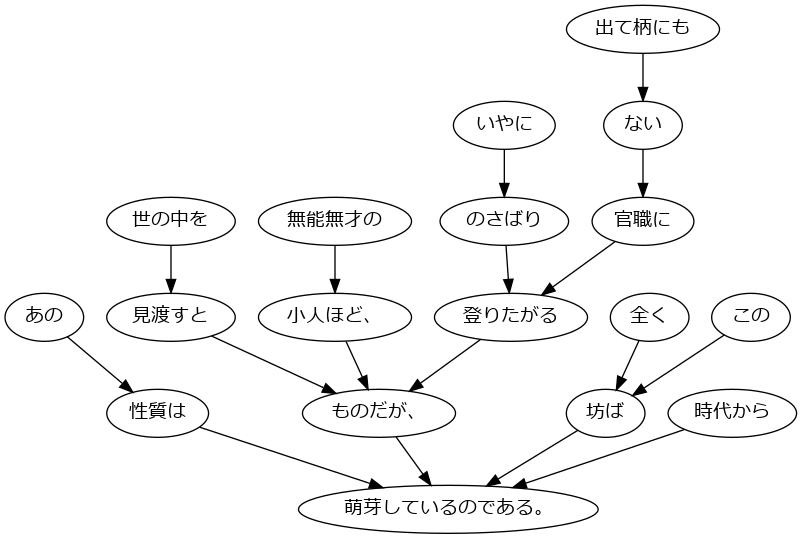 出て柄にも
いやに
ない
世の中を
無能無才の
のさばり
官職に
あの
見渡すと
小人ほど、
登りたがる
全く
この
性質は
ものだが、
坊ば
時代から
萌芽しているのである。